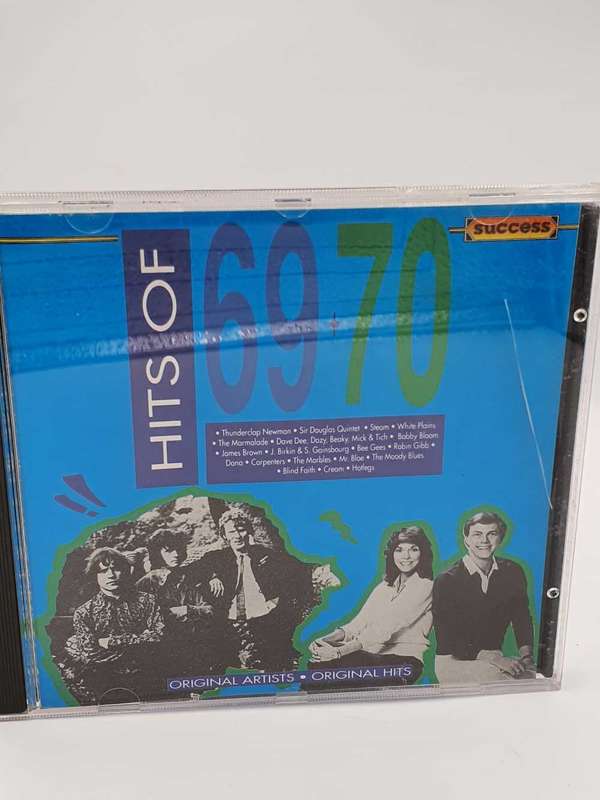 success
HITS OF
69+70
• Thunderclap Newman • Sir Douglas Quintet • Steam • White Plains
• The Marmalade • Dave Dee, Dozy, Beaky, Mick & Tich • Bobby Bloom
• James Brown • J. Birkin & S. Gainsbourg • Bee Gees • Robin Gibb •
Dana • Carpenters • The Marbles • Mr. Bloe • The Moody Blues
• Blind Faith • Cream • Hotlegs
ORIGINAL ARTISTS • ORIGINAL HITS